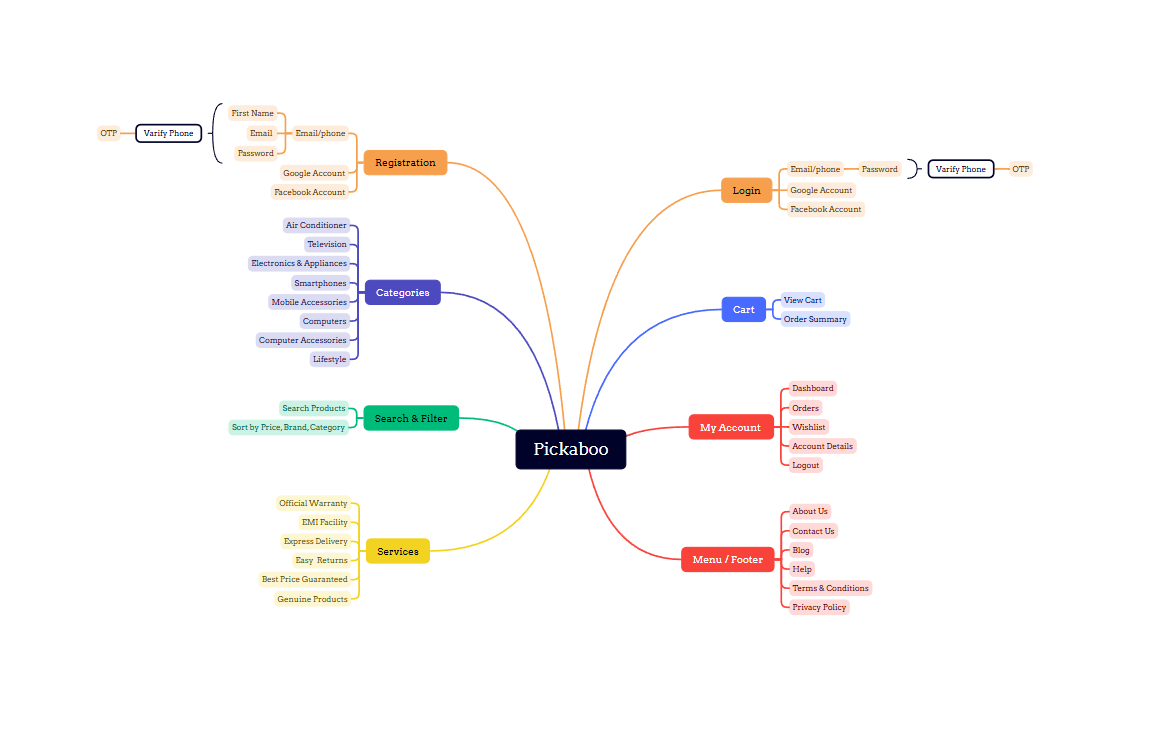 Pickaboo
Registration
Email/phone
First Name
Email
Password
Varify Phone
OTP
Google Account
Facebook Account
Categories
Air Conditioner
Television
Electronics & Appliances
Smartphones
Mobile Accessories
Computers
Computer Accessories
Lifestyle
Search & Filter
Search Products
Sort by Price, Brand, Category
Services
Official Warranty
EMI Facility
Express Delivery
Easy  Returns
Best Price Guaranteed
Genuine Products
Login
Email/phone
Password
Varify Phone
OTP
Google Account
Facebook Account
Cart
View Cart
Order Summary
My Account
Dashboard
Orders
Wishlist
Account Details
Logout
Menu / Footer
About Us
Contact Us
Blog
Help
Terms & Conditions
Privacy Policy